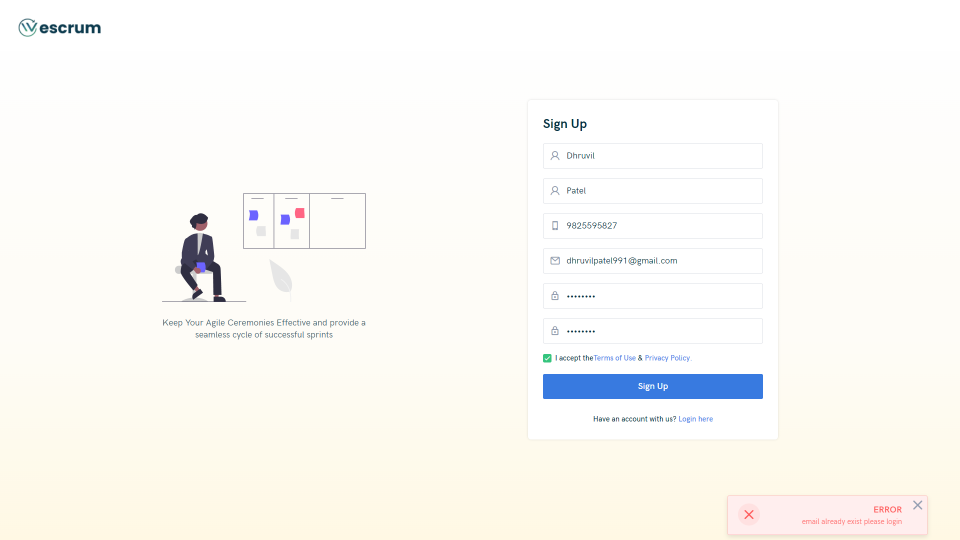 escrum
Keep Your Agile Ceremonies Effective and provide a
seamless cycle of successful sprints
Sign Up
Dhruvil
Patel
9825595827
dhruvilpatel991@gmail.com
••••••••
••••••••
I accept theTerms of Use & Privacy Policy.
Sign Up
Have an account with us? Login here
ERROR
email already exist please login